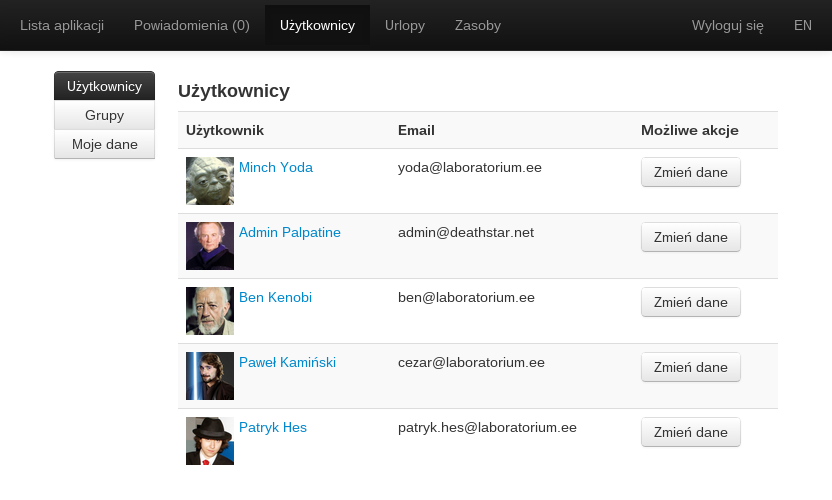 Lista aplikacji Powiadomienia (0) Użytkownicy Urlopy Zasoby Wyloguj się EN
Użytkownicy
Grupy
Moje dane
Użytkownicy
Użytkownik Email Możliwe akcje
Minch Yoda yoda@laboratorium.ee Zmień dane
Admin Palpatine admin@deathstar.net Zmień dane
Ben Kenobi ben@laboratorium.ee Zmień dane
Paweł Kamiński cezar@laboratorium.ee Zmień dane
Patryk Hes patryk.hes@laboratorium.ee Zmień dane